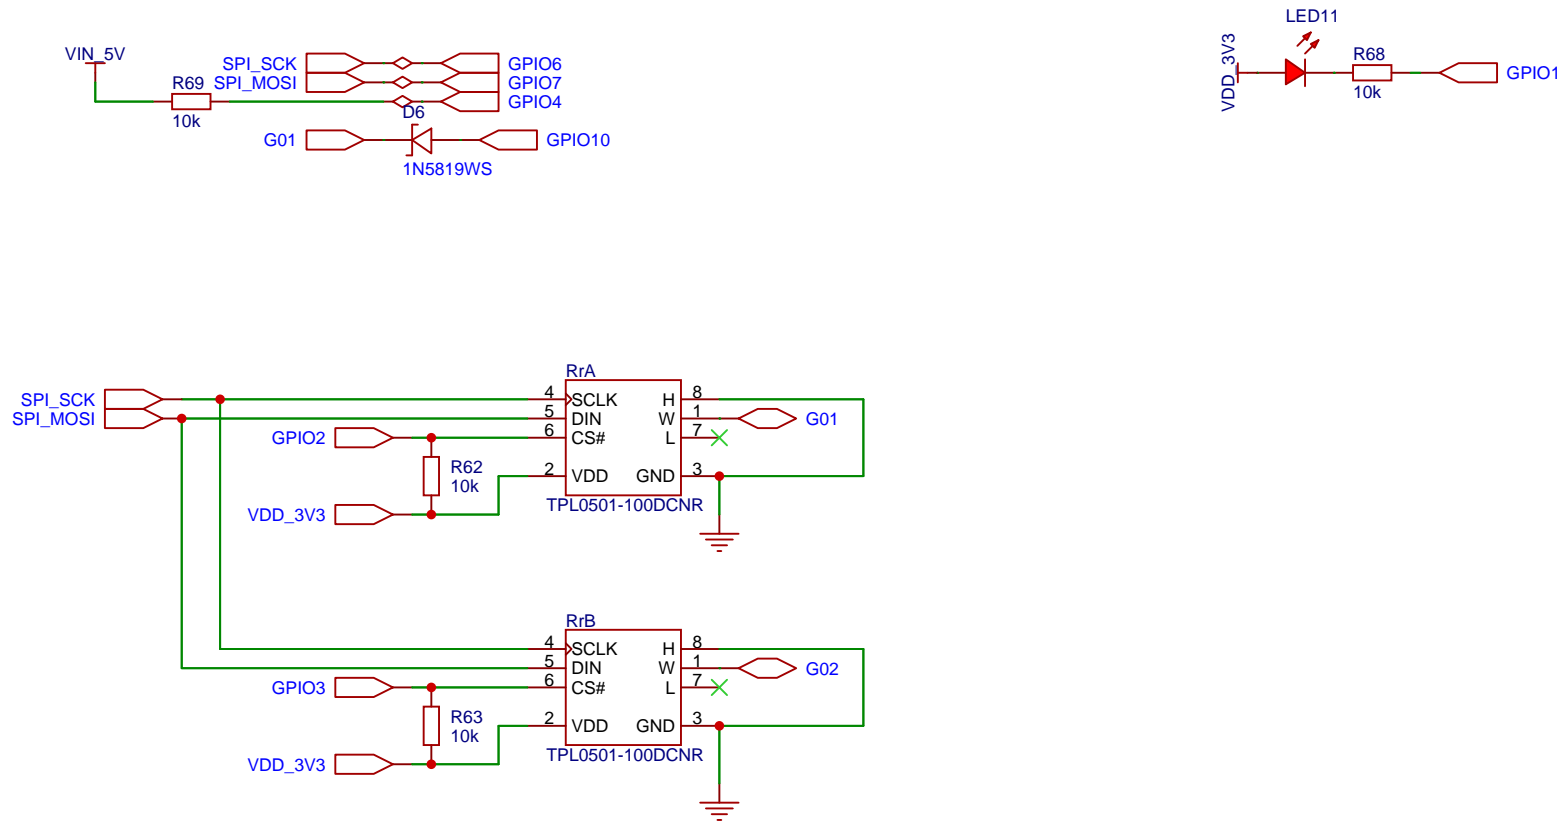 LED11
VIN_5V
SPI_SCK
GPIO6
R69
SPI_MOSI
GPIO7
10k
GPIO4
D6
G01
GPIO10
1N5819WS
VDD_3V3
R68
10k
GPIO1
RrA
SPI_SCK
4
SCLK
H
8
SPI_MOSI
5
DIN
W
1
G01
GPIO2
6
CS#
L
7
R62
10k
2
VDD
GND
3
VDD_3V3
TPL0501-100DCNR
RrB
4
SCLK
H
8
5
DIN
W
1
G02
GPIO3
6
CS#
L
7
R63
10k
2
VDD
GND
3
VDD_3V3
TPL0501-100DCNR